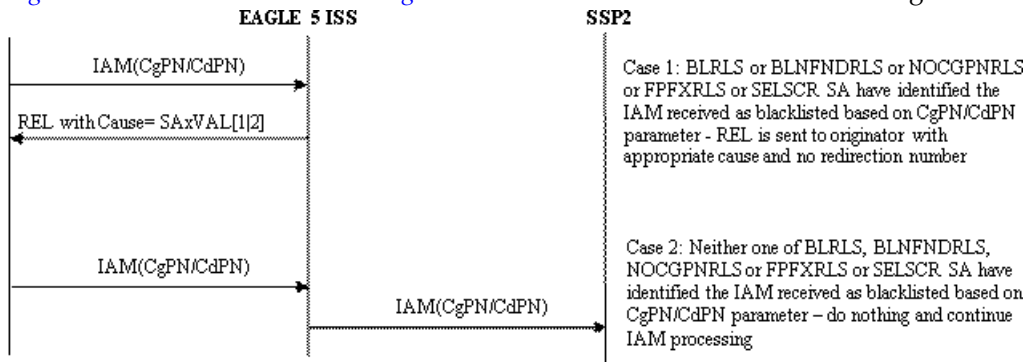 EAGLE 5 ISS SSP2
IAM(CgPN/CdPN)
REL with Cause= SAxVAL[1|2]
Case 1: BLRLS or BLNFNDRLS or NOCGPNRLS
or FPFXRLS or SELSCR SA have identified the
IAM received as blacklisted based on CgPN/CdPN
parameter - REL is sent to originator with
appropriate cause and no redirection number
IAM(CgPN/CdPN)
IAM(CgPN/CdPN)
Case 2: Neither one of BLRLS, BLNFNDRLS,
NOCGPNRLS or FPFXRLS or SELSCR SA have
identified the IAM received as blacklisted based on
CgPN/CdPN parameter – do nothing and continue
IAM processing